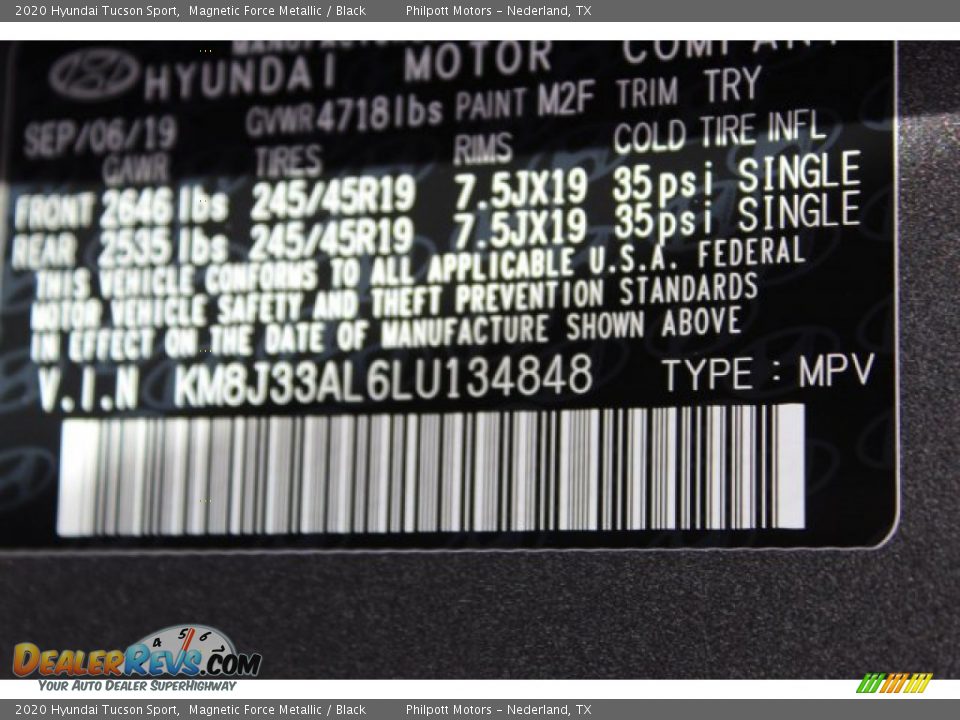 2020 Hyundai Tucson Sport, Magnetic Force Metallic / Black Philpott Motors – Nederland, TX
HYUNDAI MOTOR COMPANY
SEP/06/19 GVWR 4718lbs PAINT M2F TRIM TRY
GAWR TIRES RIMS COLD TIRE INFL
FRONT 2646 lbs 245/45R19 7.5JX19 35psi SINGLE
REAR 2535 lbs 245/45R19 7.5JX19 35psi SINGLE
THIS VEHICLE CONFORMS TO ALL APPLICABLE U.S.A. FEDERAL
MOTOR VEHICLE SAFETY AND THEFT PREVENTION STANDARDS
IN EFFECT ON THE DATE OF MANUFACTURE SHOWN ABOVE
V.I.N KM8J33AL6LU134848 TYPE : MPV
4 5 6
DealerRevs.com
Your Auto Dealer SuperHighway
2020 Hyundai Tucson Sport, Magnetic Force Metallic / Black Philpott Motors – Nederland, TX